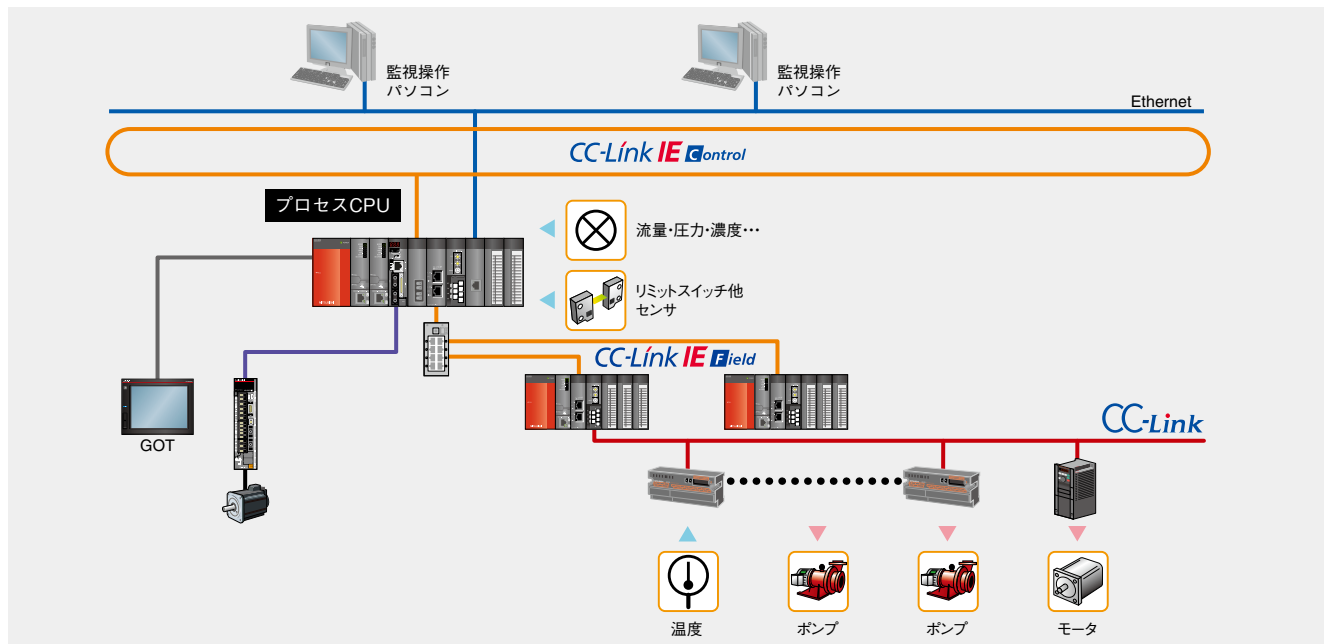 監視操作
パソコン
監視操作
パソコン
Ethernet
CC-Link IE Control
プロセスCPU
流量・圧力・濃度・・・
リミットスイッチ他
センサ
CC-Link IE Field
GOT
CC-Link
温度
ポンプ
ポンプ
モータ